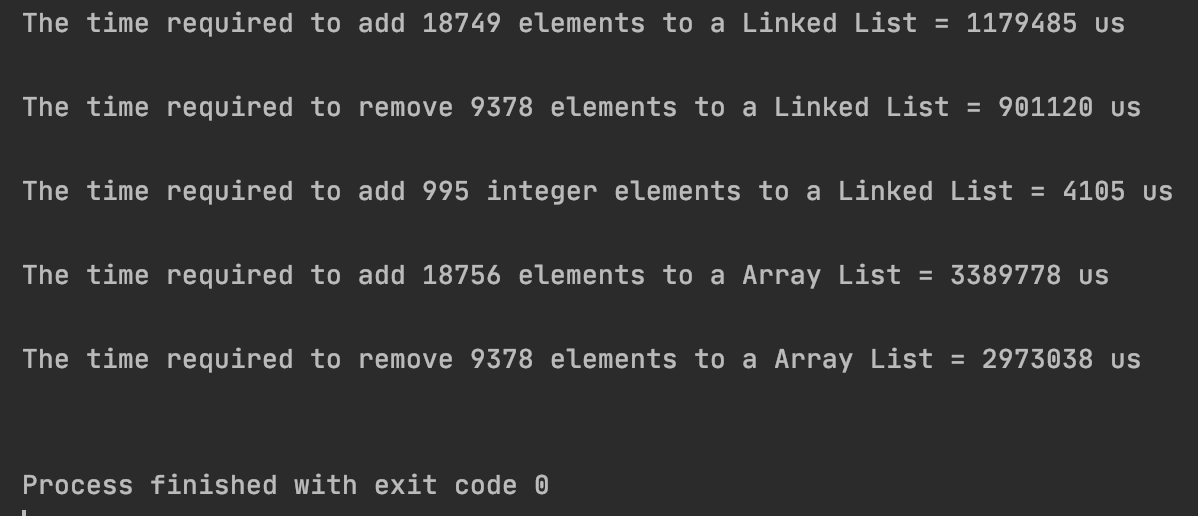 The time required to add 18749 elements to a Linked List = 1179485 us
The time required to remove 9378 elements to a Linked List = 901120 us
The time required to add 995 integer elements to a Linked List = 4105 us
The time required to add 18756 elements to a Array List = 3389778 us
The time required to remove 9378 elements to a Array List = 2973038 us
Process finished with exit code 0